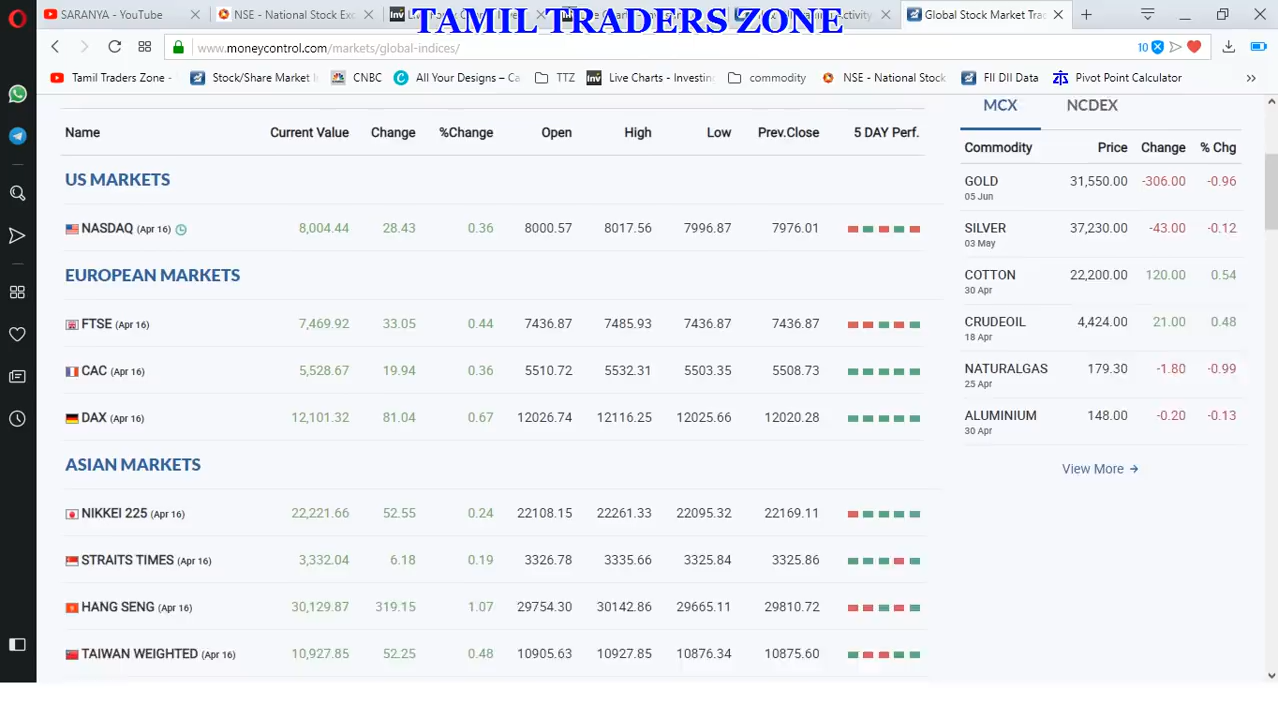 SARANYA - YouTube
NSE - National Stock Exc
Inv
Global Stock Market Trac
TAMIL TRADERS ZONE
www.moneycontrol.com/markets/global-indices/
10
Tamil Traders Zone -
Stock/Share Market I
CNBC
All Your Designs – Ca
TTZ
Inv Live Charts - Investing
commodity
NSE - National Stock
FII DII Data
Pivot Point Calculator
Name Current Value Change %Change Open High Low Prev.Close 5 DAY Perf.
US MARKETS
NASDAQ (Apr 16) 8,004.44 28.43 0.36 8000.57 8017.56 7996.87 7976.01
EUROPEAN MARKETS
FTSE (Apr 16) 7,469.92 33.05 0.44 7436.87 7485.93 7436.87 7436.87
CAC (Apr 16) 5,528.67 19.94 0.36 5510.72 5532.31 5503.35 5508.73
DAX (Apr 16) 12,101.32 81.04 0.67 12026.74 12116.25 12025.66 12020.28
ASIAN MARKETS
NIKKEI 225 (Apr 16) 22,221.66 52.55 0.24 22108.15 22261.33 22095.32 22169.11
STRAITS TIMES (Apr 16) 3,332.04 6.18 0.19 3326.78 3335.66 3325.84 3325.86
HANG SENG (Apr 16) 30,129.87 319.15 1.07 29754.30 30142.86 29665.11 29810.72
TAIWAN WEIGHTED (Apr 16) 10,927.85 52.25 0.48 10905.63 10927.85 10876.34 10875.60
MCX NCDEX
Commodity Price Change % Chg
GOLD 31,550.00 -306.00 -0.96
05 Jun
SILVER 37,230.00 -43.00 -0.12
03 May
COTTON 22,200.00 120.00 0.54
30 Apr
CRUDEOIL 4,424.00 21.00 0.48
18 Apr
NATURALGAS 179.30 -1.80 -0.99
25 Apr
ALUMINIUM 148.00 -0.20 -0.13
30 Apr
View More →